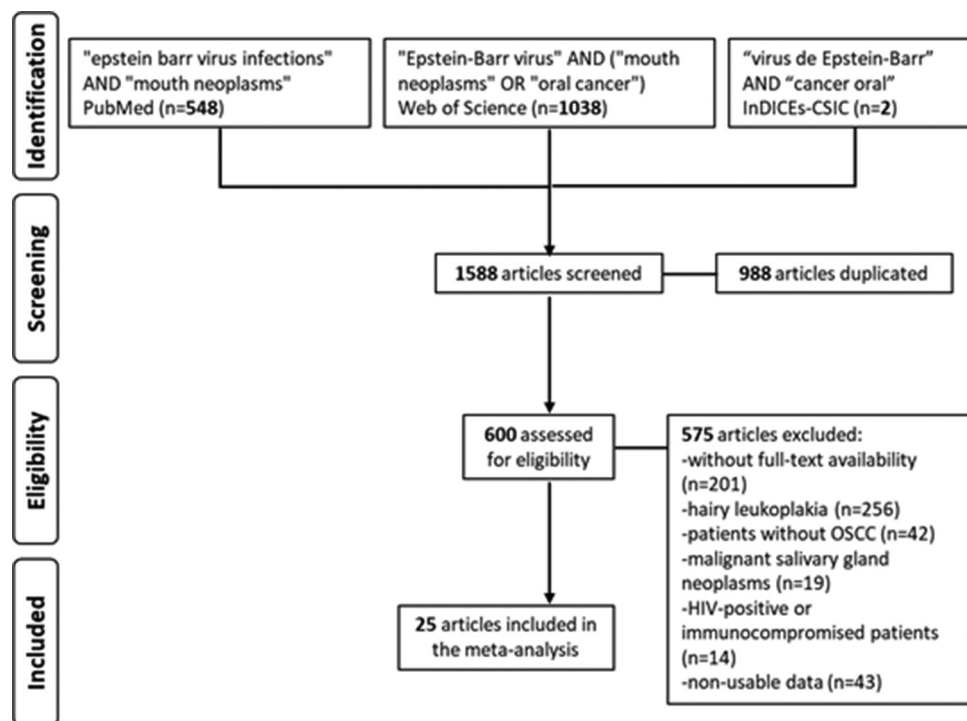 Identification
"epstein barr virus infections"
AND "mouth neoplasms"
PubMed (n=548)
"Epstein-Barr virus" AND ("mouth
neoplasms" OR "oral cancer")
Web of Science (n=1038)
“virus de Epstein-Barr”
AND “cancer oral”
InDICEs-CSIC (n=2)
Screening
1588 articles screened
988 articles duplicated
Eligibility
600 assessed
for eligibility
575 articles excluded:
-without full-text availability
(n=201)
-hairy leukoplakia (n=256)
-patients without OSCC (n=42)
-malignant salivary gland
neoplasms (n=19)
-HIV-positive or
immunocompromised patients
(n=14)
-non-usable data (n=43)
Included
25 articles included in
the meta-analysis